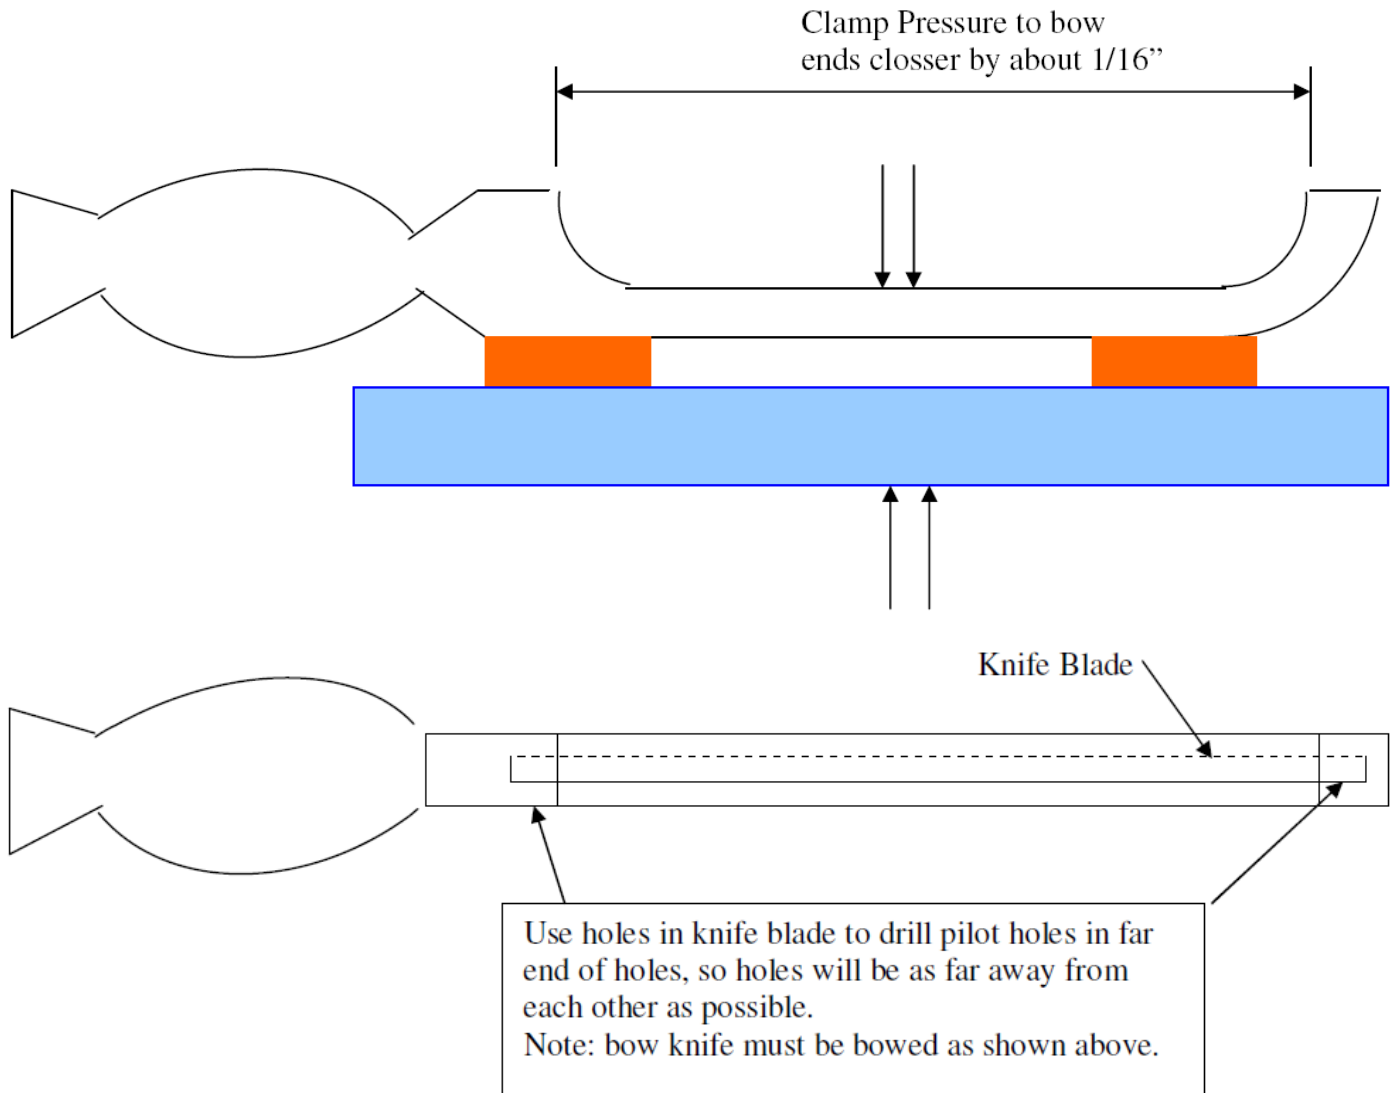 Clamp Pressure to bow
ends closser by about 1/16”
Knife Blade
Use holes in knife blade to drill pilot holes in far
end of holes, so holes will be as far away from
each other as possible.
Note: bow knife must be bowed as shown above.